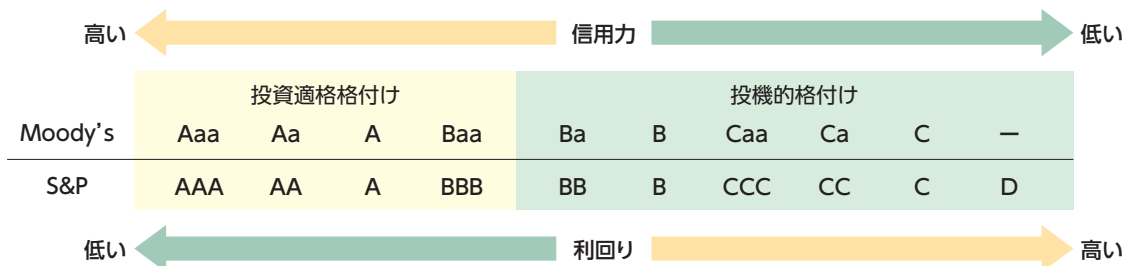 高い 信用力 低い
投資適格格付け 投機的格付け
Moody's Aaa Aa A Baa Ba B Caa Ca C ー
S&P AAA AA A BBB BB B CCC CC C D
低い 利回り 高い